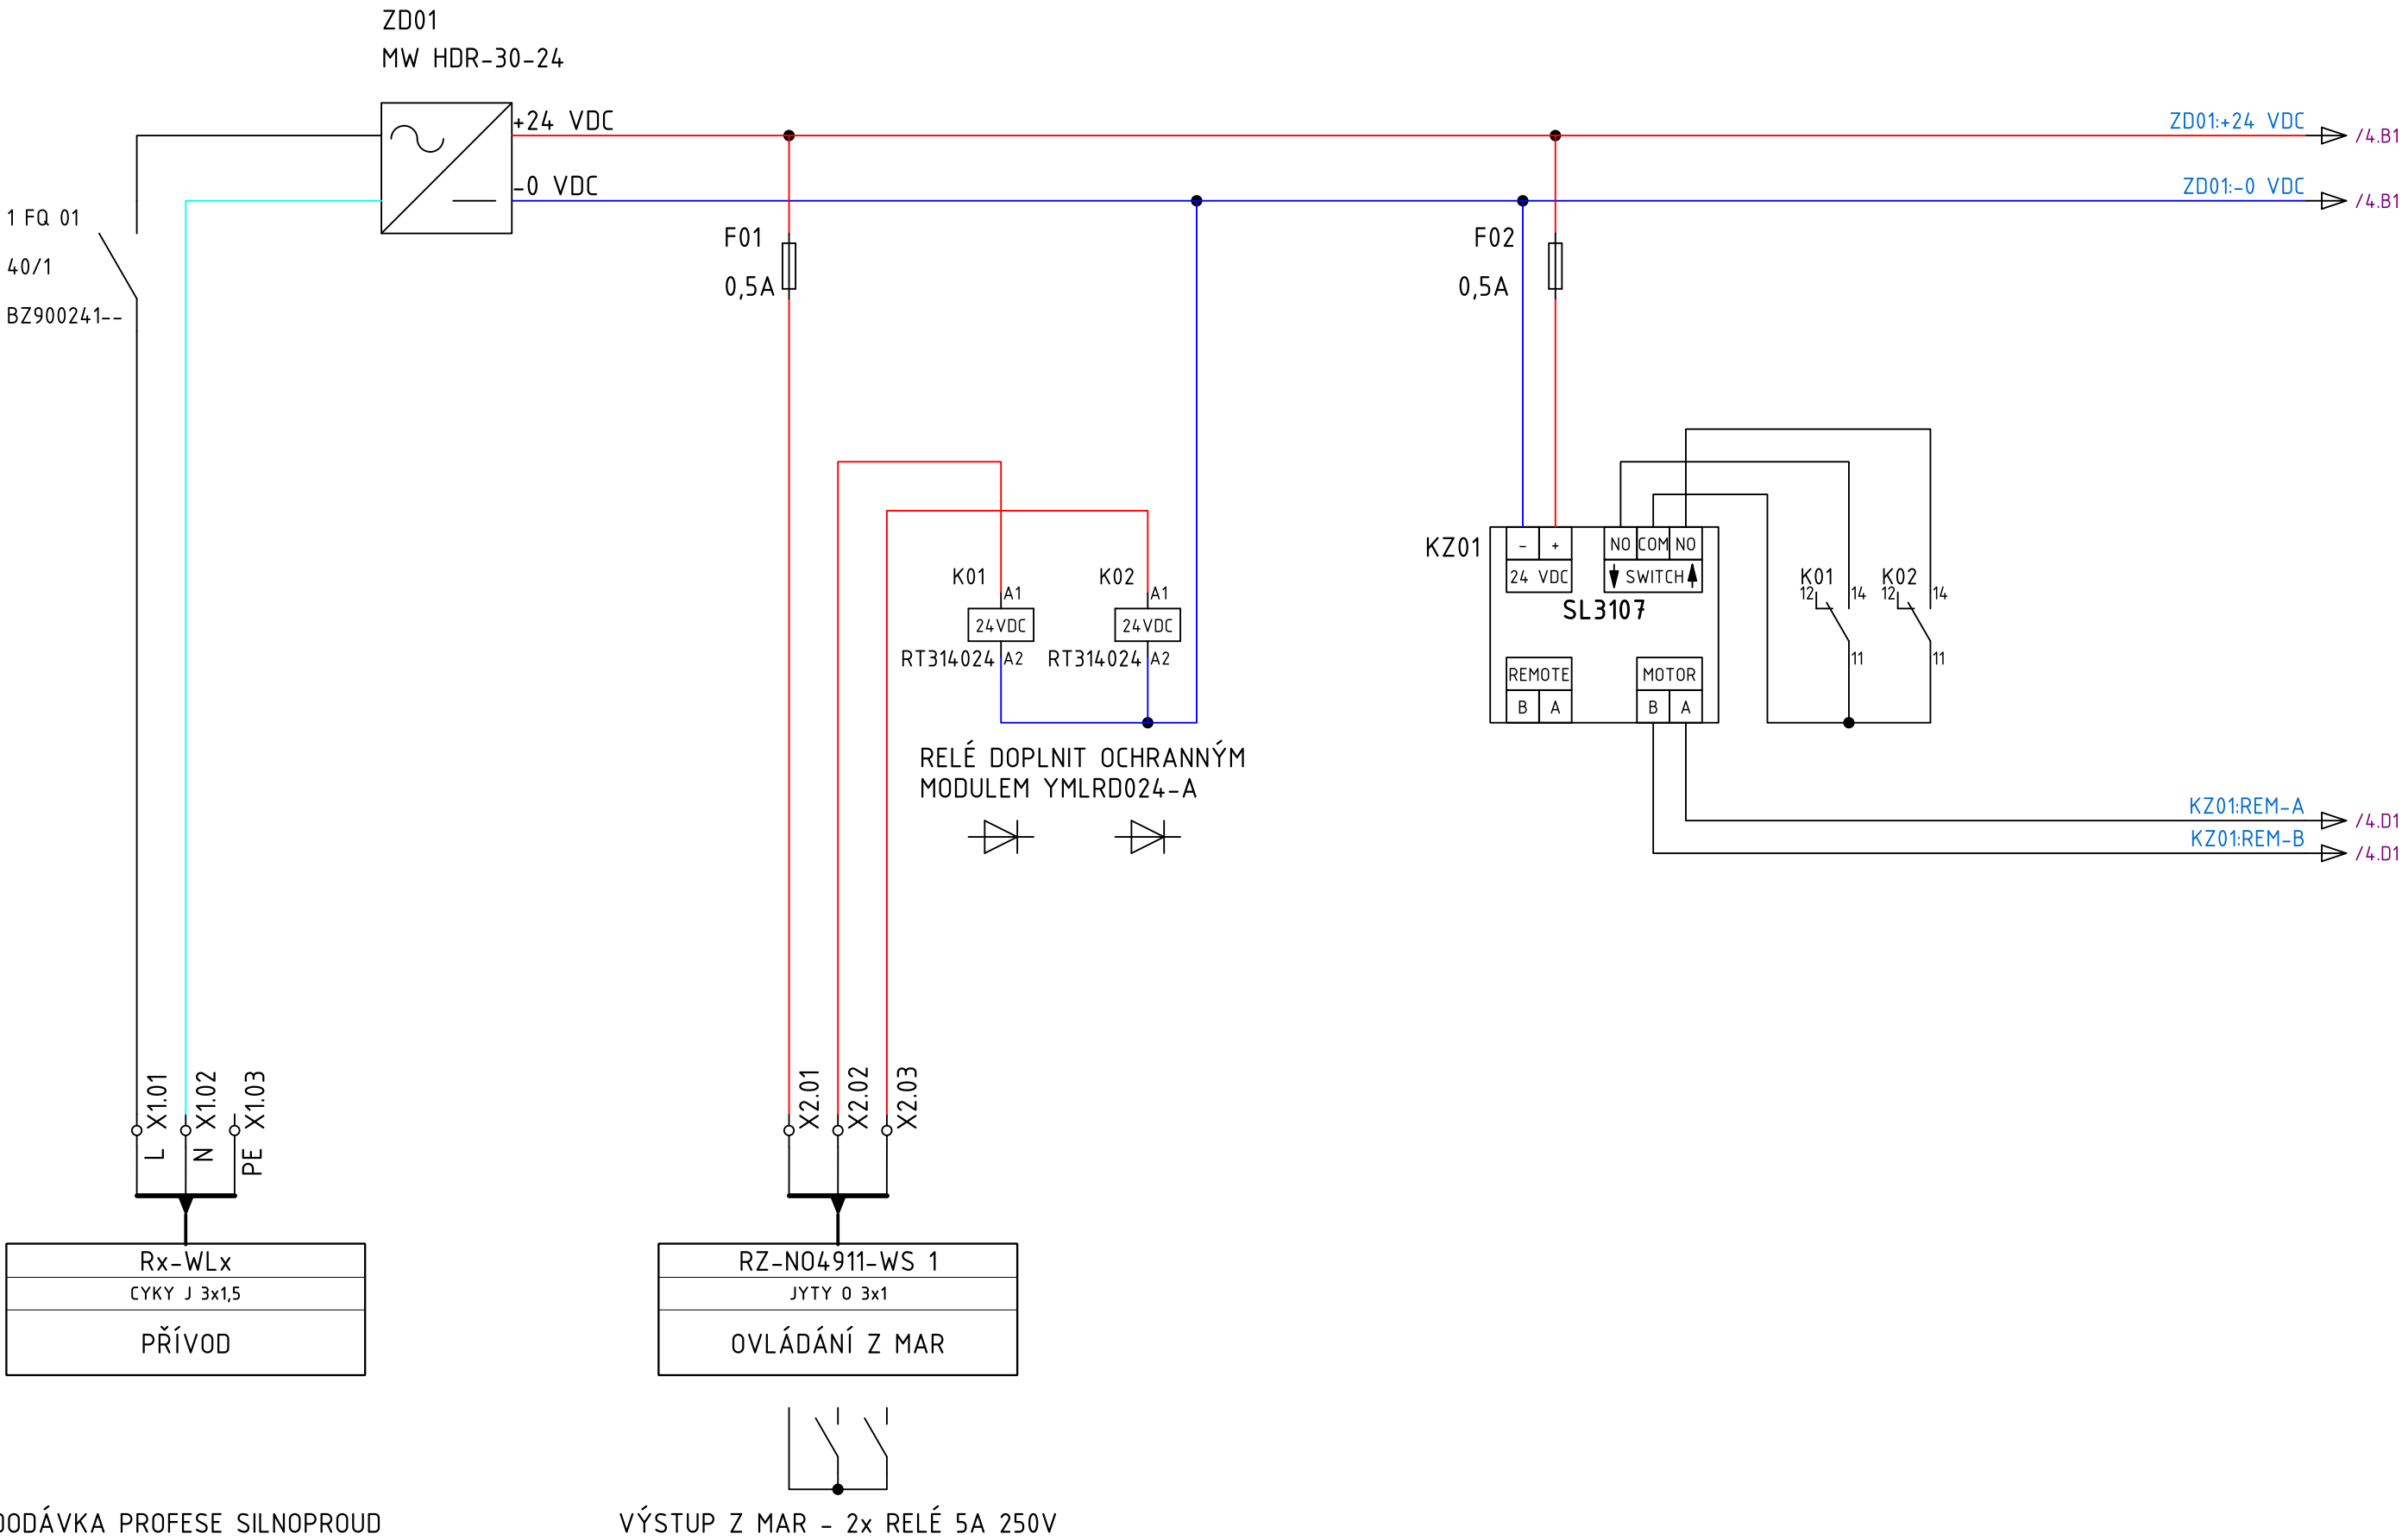 ZD01
MW HDR-30-24
+24 VDC
-0 VDC
ZD01:+24 VDC
/4.B1
ZD01:-0 VDC
/4.B1
1 FQ 01
40/1
BZ900241--
F01
0,5A
F02
0,5A
K01
A1
24VDC
RT314024
A2
K02
A1
24VDC
RT314024
A2
RELÉ DOPLNIT OCHRANNÝM
MODULEM YMLRD024-A
KZ01
- +
24 VDC
NO COM NO
SWITCH
SL3107
REMOTE
B A
MOTOR
B A
K01
12
14
11
K02
12
14
11
KZ01:REM-A
/4.D1
KZ01:REM-B
/4.D1
X1.01
X1.02
X1.03
L
N
PE
X2.01
X2.02
X2.03
Rx-WLx
CYKY J 3x1,5
PŘÍVOD
RZ-NO4911-WS 1
JYTY O 3x1
OVLÁDÁNÍ Z MAR
DODÁVKA PROFESE SILNOPROUD
VÝSTUP Z MAR - 2x RELÉ 5A 250V